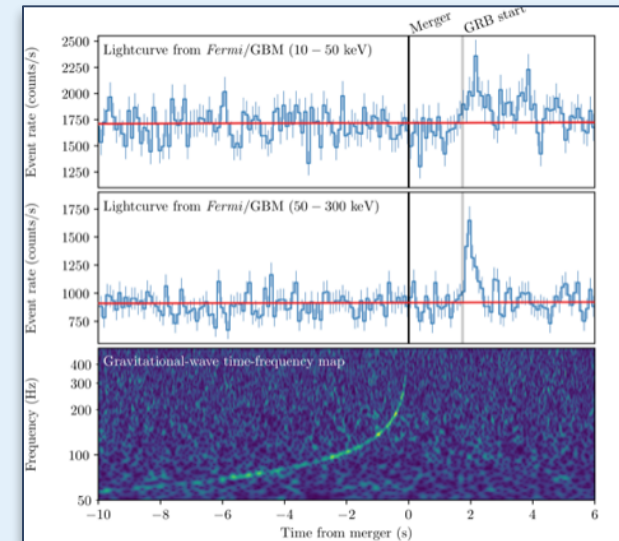 Merger
GRB start
Lightcurve from Fermi/GBM (10 − 50 keV)
Event rate (counts/s)
2500
2250
2000
1750
1500
1250
Lightcurve from Fermi/GBM (50 − 300 keV)
Event rate (counts/s)
1750
1500
1250
1000
750
Gravitational-wave time-frequency map
Frequency (Hz)
400
300
200
100
50
−10 −8 −6 −4 −2 0 2 4 6
Time from merger (s)